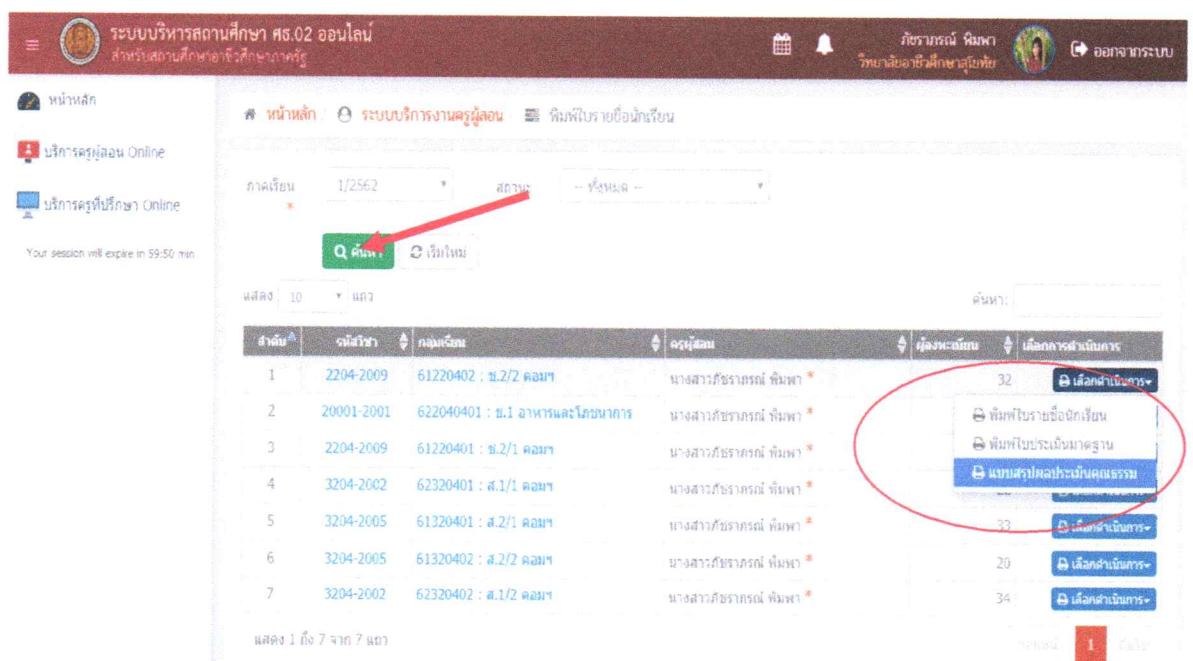 ระบบบริหารสถานศึกษา ศธ.02 ออนไลน์
สำหรับสถานศึกษาอาชีวศึกษาภาครัฐ
ภัชราภรณ์ พิมพา
วิทยาลัยอาชีวศึกษาสุโขทัย
ออกจากระบบ
หน้าหลัก
บริการครูผู้สอน Online
บริการครูที่ปรึกษา Online
Your session will expire in 59:50 min
หน้าหลัก / ระบบบริการงานครูผู้สอน พิมพ์ใบรายชื่อนักเรียน
ภาคเรียน * 1/2562 สถานะ -- ทั้งหมด --
ค้นหา เริ่มใหม่
แสดง 10 แถว ค้นหา:
ลำดับ รหัสวิชา กลุ่มเรียน ครูผู้สอน ผู้ลงทะเบียน เลือกการดำเนินการ
1 2204-2009 61220402 : ช.2/2 คอมฯ นางสาวภัชราภรณ์ พิมพา * 32 เลือกดำเนินการ
2 20001-2001 622040401 : ช.1 อาหารและโภชนาการ นางสาวภัชราภรณ์ พิมพา *
3 2204-2009 61220401 : ช.2/1 คอมฯ นางสาวภัชราภรณ์ พิมพา *
4 3204-2002 62320401 : ส.1/1 คอมฯ นางสาวภัชราภรณ์ พิมพา *
พิมพ์ใบรายชื่อนักเรียน
พิมพ์ใบประเมินมาตรฐาน
แบบสรุปผลประเมินคุณธรรม
5 3204-2005 61320401 : ส.2/1 คอมฯ นางสาวภัชราภรณ์ พิมพา * 33 เลือกดำเนินการ
6 3204-2005 61320402 : ส.2/2 คอมฯ นางสาวภัชราภรณ์ พิมพา * 20 เลือกดำเนินการ
7 3204-2002 62320402 : ส.1/2 คอมฯ นางสาวภัชราภรณ์ พิมพา * 34 เลือกดำเนินการ
แสดง 1 ถึง 7 จาก 7 แถว 1